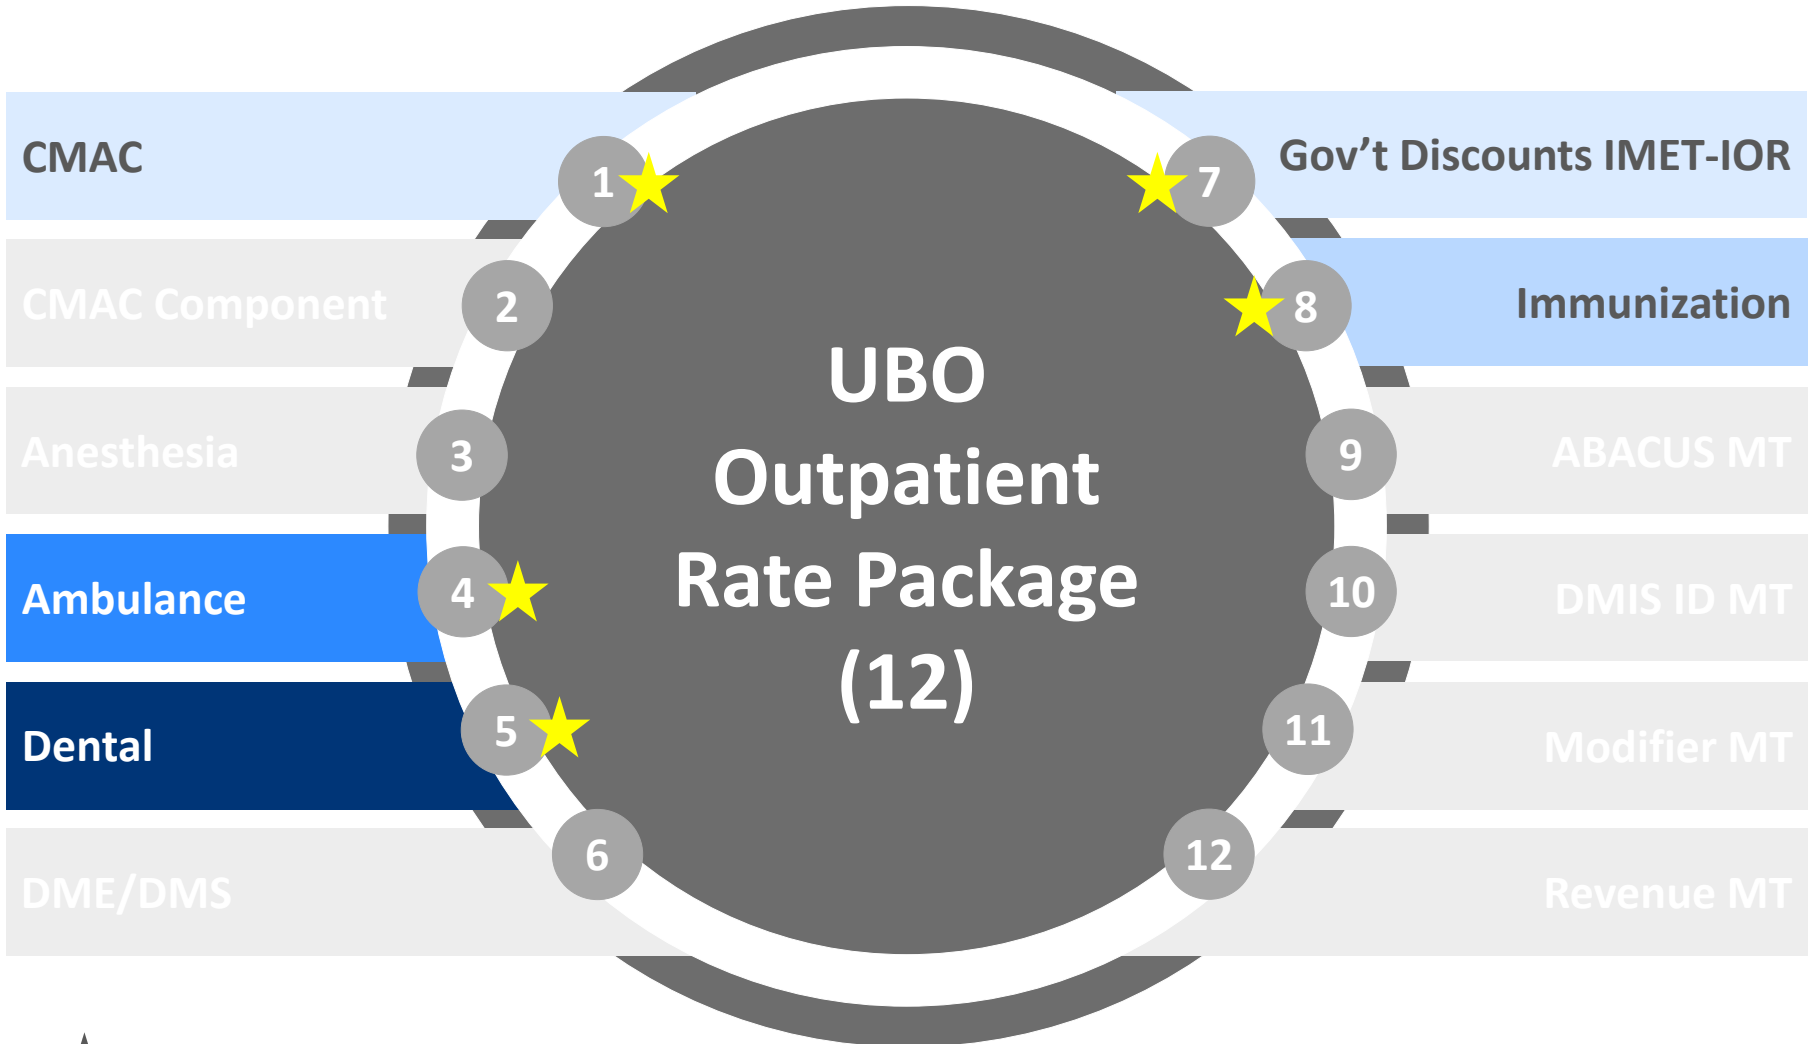 CMAC
1
CMAC Component
2
Anesthesia
3
Ambulance
4
Dental
5
DME/DMS
6
UBO
Outpatient
Rate Package
(12)
7
Gov’t Discounts IMET-IOR
8
Immunization
9
ABACUS MT
10
DMIS ID MT
11
Modifier MT
12
Revenue MT